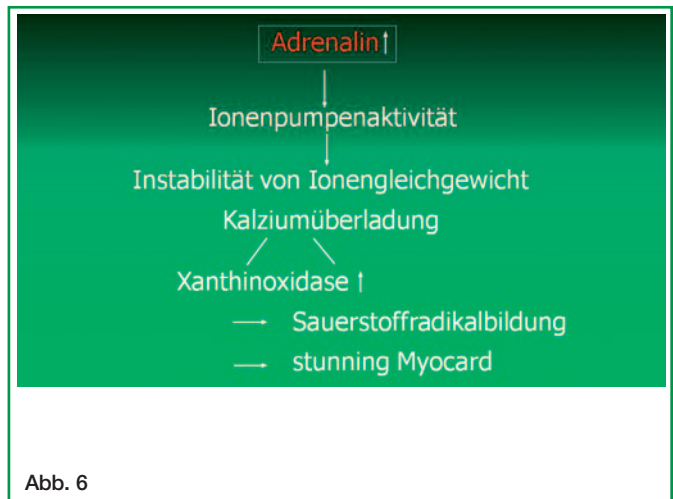 Adrenalin↑
Ionenpumpenaktivität
Instabilität von Ionengleichgewicht
Kalziumüberladung
Xanthinoxidase ↑
→ Sauerstoffradikalbildung
→ stunning Myocard
Abb. 6